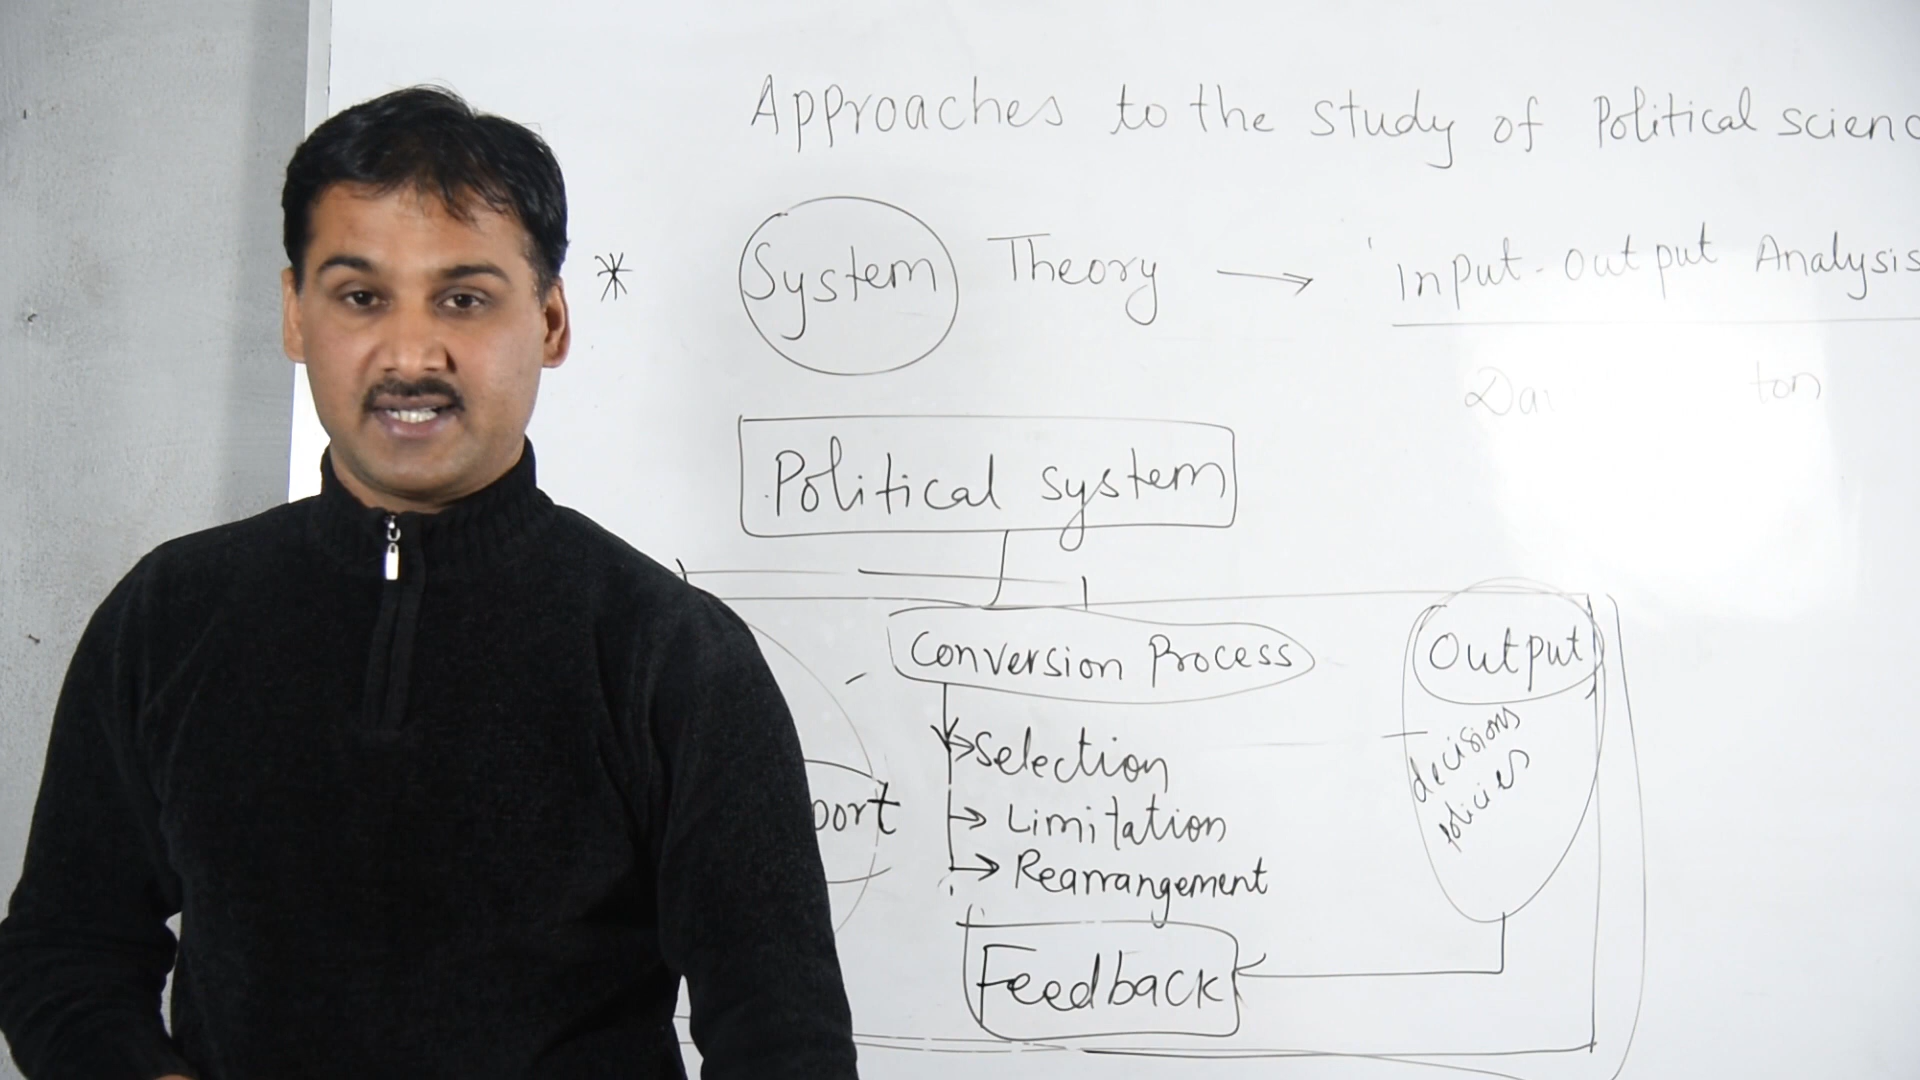 Approaches to the study of Political scienc
* System Theory → Input-Output Analysis
Political system
Conversion Process
Output
decisions
policies
port
Selection
Limitation
Rearrangement
Feedback